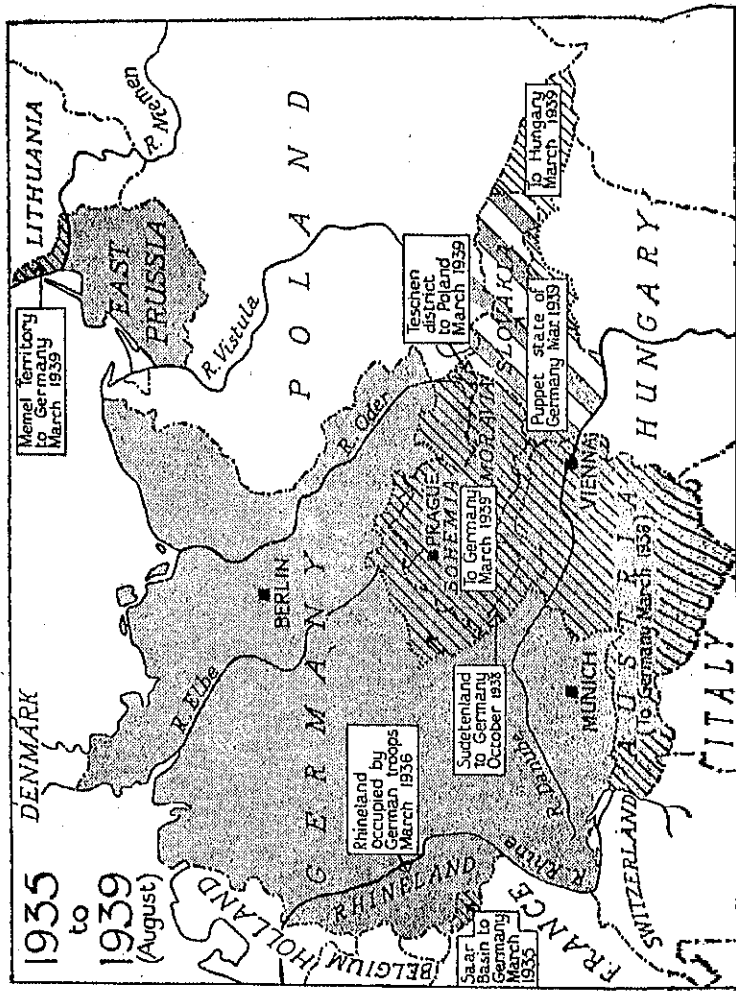 1935
to
1939
(August)
DENMARK
LITHUANIA
R. Niemen
Memel Territory
to Germany
March 1939
EAST
PRUSSIA
HOLLAND
BELGIUM
R. Elbe
BERLIN
GERMANY
R. Vistula
POLAND
R. Oder
Rhineland
occupied by
German troops
March 1936
RHINELAND
Saar
Basin to
Germany
March
1935
FRANCE
R. Rhine
R. Danube
SWITZERLAND
Sudetenland
to Germany
October 1938
PRAGUE
BOHEMIA
MORAVIA
To Germany
March 1939
Teschen
district
to Poland
March 1939
SLOVAKIA
Puppet state of
Germany Mar 1939
To Hungary
March 1939
MUNICH
VIENNA
AUSTRIA
To Germany March 1938
HUNGARY
ITALY